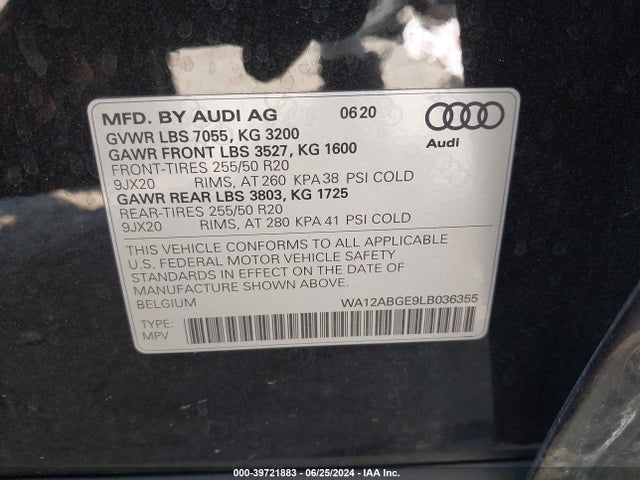 MFD. BY AUDI AG 0620
GVWR LBS 7055, KG 3200
GAWR FRONT LBS 3527, KG 1600
Audi
FRONT-TIRES 255/50 R20
9JX20 RIMS, AT 260 KPA 38 PSI COLD
GAWR REAR LBS 3803, KG 1725
REAR-TIRES 255/50 R20
9JX20 RIMS, AT 280 KPA 41 PSI COLD
THIS VEHICLE CONFORMS TO ALL APPLICABLE
U.S. FEDERAL MOTOR VEHICLE SAFETY
STANDARDS IN EFFECT ON THE DATE OF
MANUFACTURE SHOWN ABOVE.
BELGIUM WA12ABGE9LB036355
TYPE:
MPV
000-39721883 - 06/25/2024 - IAA Inc.